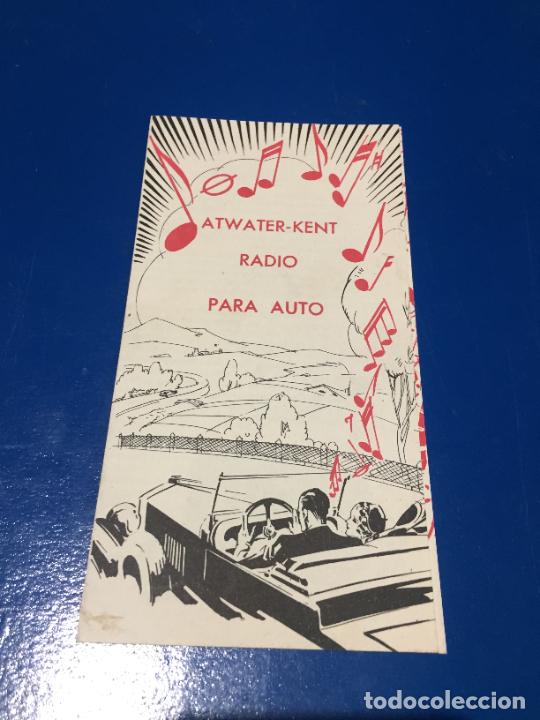 ATWATER-KENT
RADIO
PARA AUTO
todocoleccion